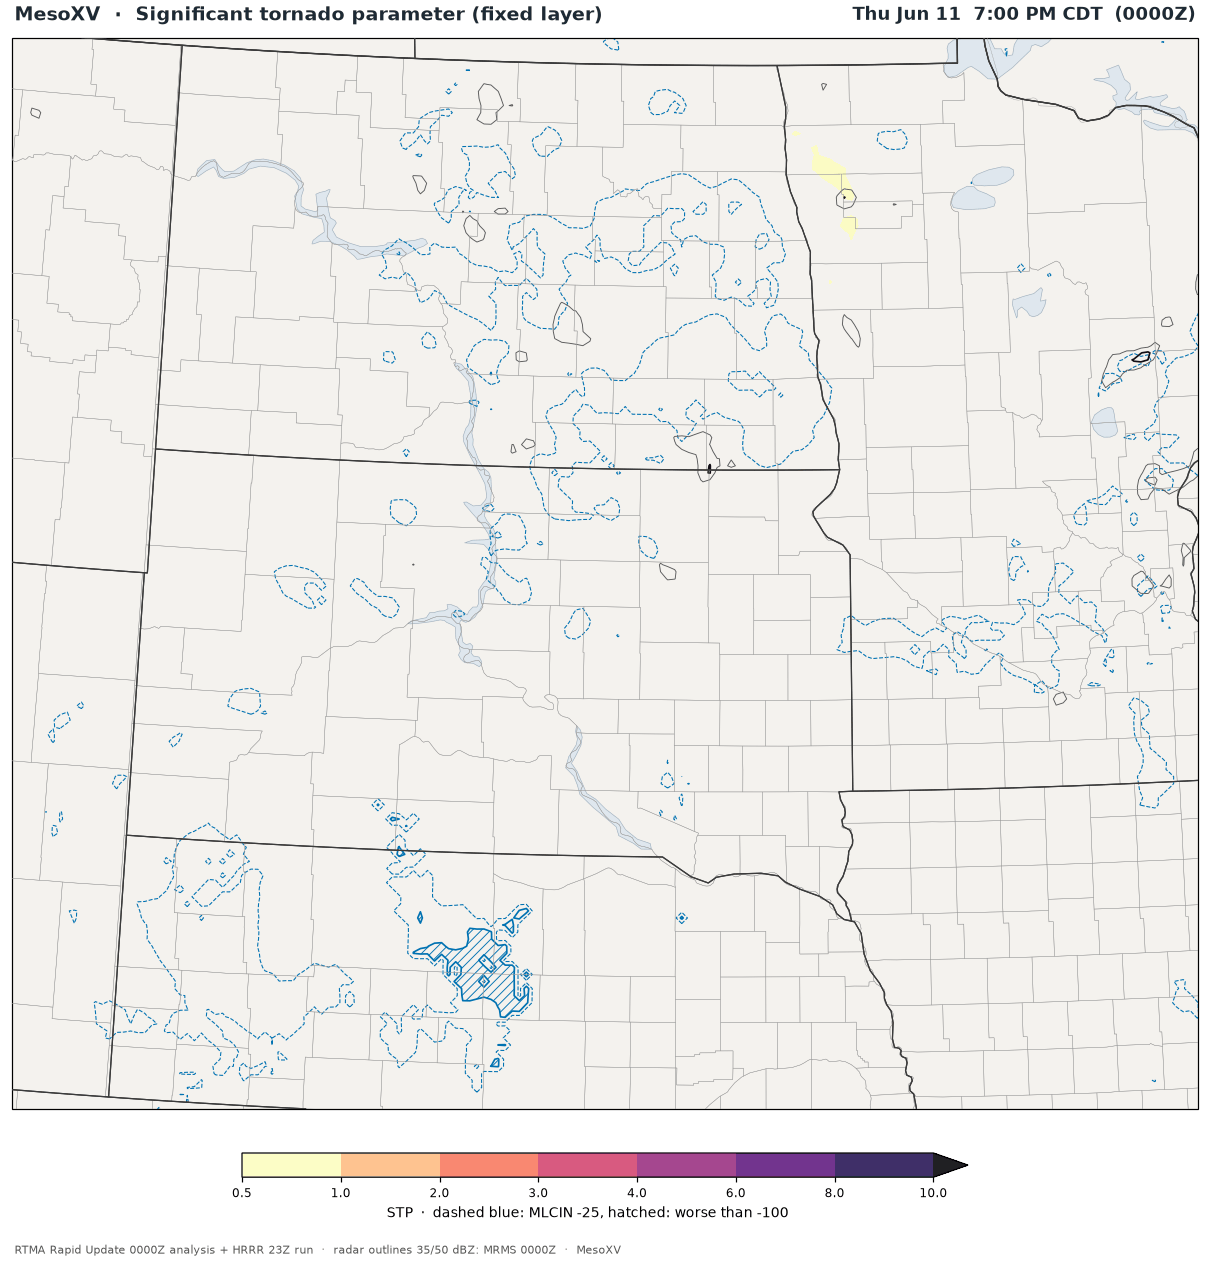 MesoXV · Significant tornado parameter (fixed layer)
Thu Jun 11 7:00 PM CDT (0000Z)
0.5 1.0 2.0 3.0 4.0 6.0 8.0 10.0
STP · dashed blue: MLCIN -25, hatched: worse than -100
RTMA Rapid Update 0000Z analysis + HRRR 23Z run · radar outlines 35/50 dBZ: MRMS 0000Z · MesoXV